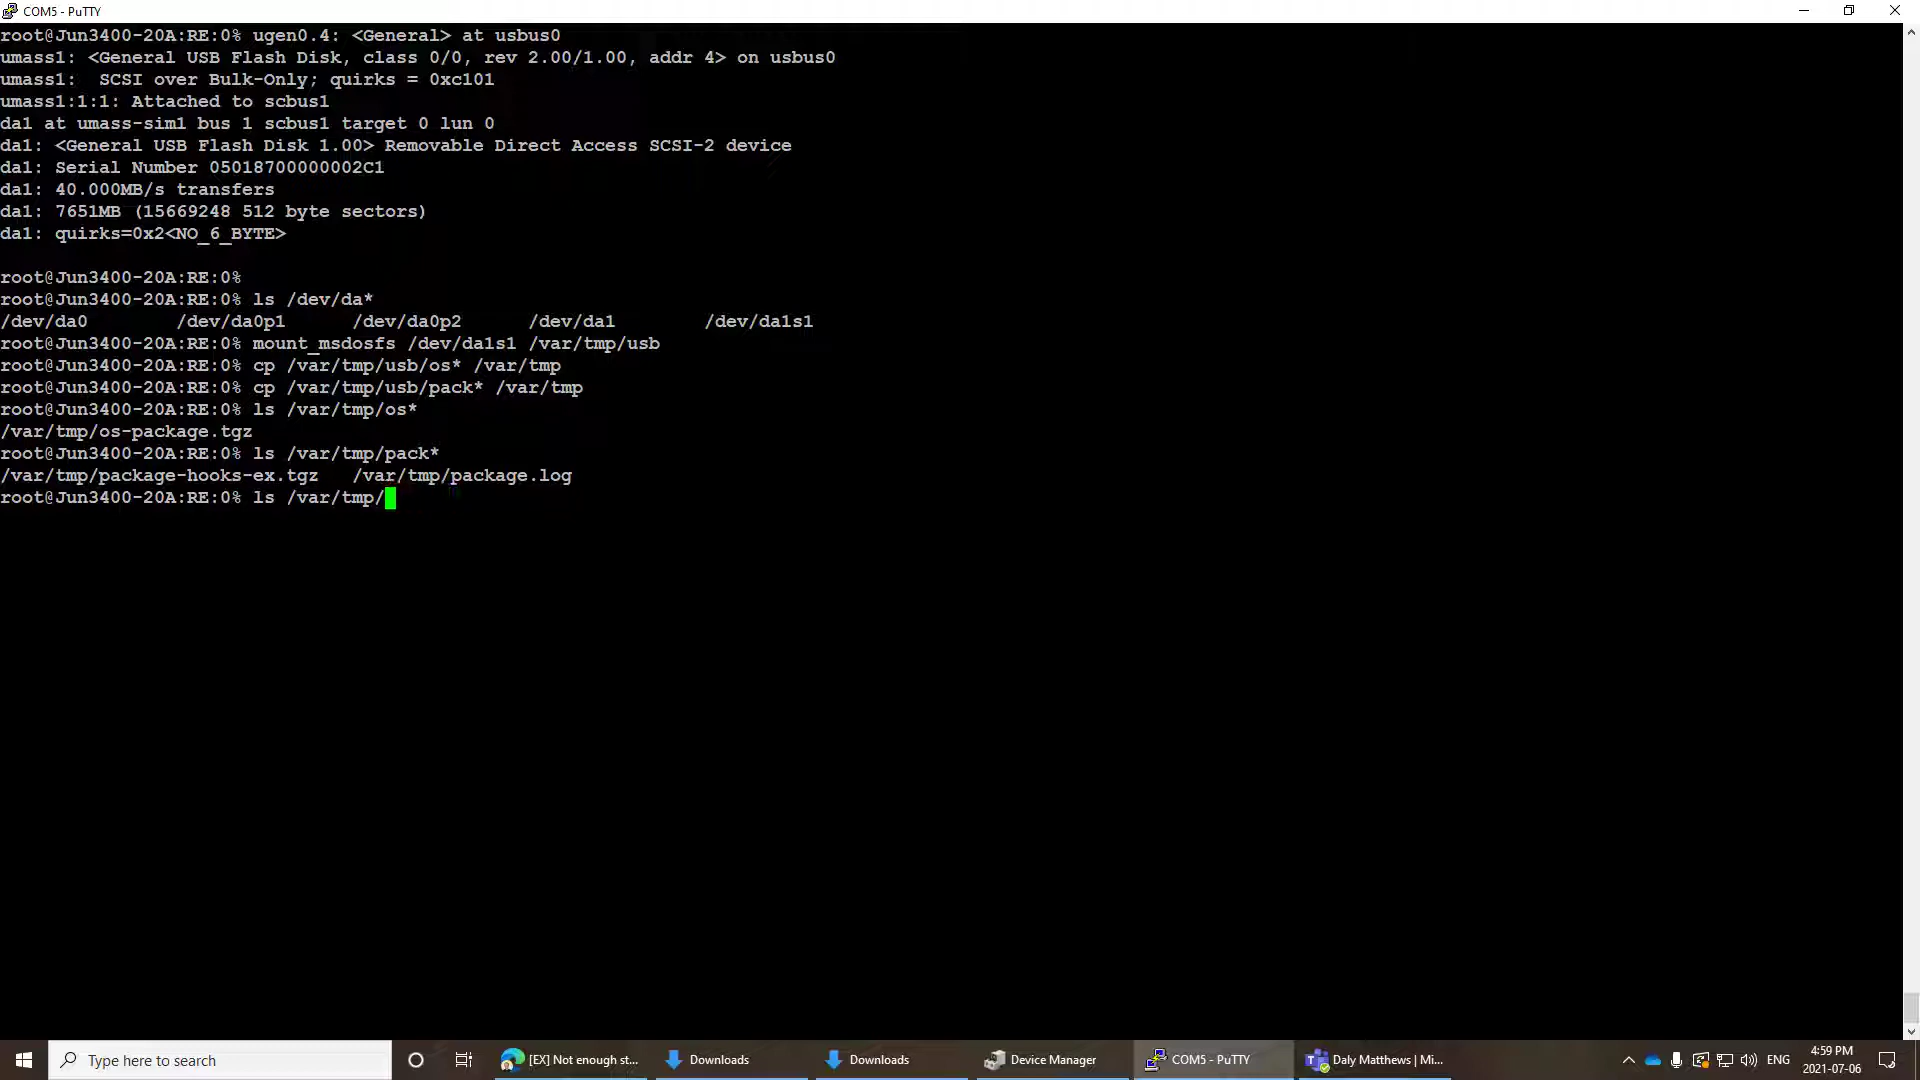 COM5 - PuTTY
root@Jun3400-20A:RE:0% ugen0.4: <General> at usbus0
umass1: <General USB Flash Disk, class 0/0, rev 2.00/1.00, addr 4> on usbus0
umass1:  SCSI over Bulk-Only; quirks = 0xc101
umass1:1:1: Attached to scbus1
da1 at umass-sim1 bus 1 scbus1 target 0 lun 0
da1: <General USB Flash Disk 1.00> Removable Direct Access SCSI-2 device
da1: Serial Number 05018700000002C1
da1: 40.000MB/s transfers
da1: 7651MB (15669248 512 byte sectors)
da1: quirks=0x2<NO_6_BYTE>
root@Jun3400-20A:RE:0%
root@Jun3400-20A:RE:0% ls /dev/da*
/dev/da0        /dev/da0p1      /dev/da0p2      /dev/da1        /dev/da1s1
root@Jun3400-20A:RE:0% mount_msdosfs /dev/da1s1 /var/tmp/usb
root@Jun3400-20A:RE:0% cp /var/tmp/usb/os* /var/tmp
root@Jun3400-20A:RE:0% cp /var/tmp/usb/pack* /var/tmp
root@Jun3400-20A:RE:0% ls /var/tmp/os*
/var/tmp/os-package.tgz
root@Jun3400-20A:RE:0% ls /var/tmp/pack*
/var/tmp/package-hooks-ex.tgz   /var/tmp/package.log
root@Jun3400-20A:RE:0% ls /var/tmp/
Type here to search [EX] Not enough st... Downloads Downloads Device Manager COM5 - PuTTY Daly Matthews | Mi... ENG 4:59 PM
2021-07-06